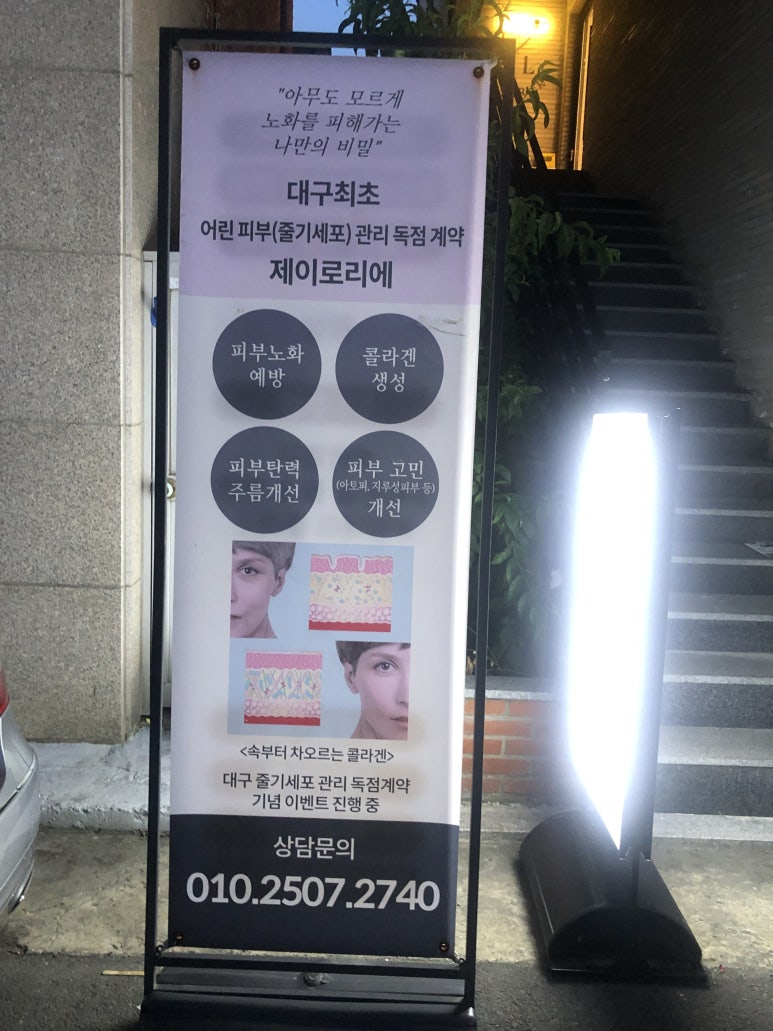 "아무도 모르게
노화를 피해가는
나만의 비밀"
대구최초
어린 피부(줄기세포) 관리 독점 계약
제이로리에
피부노화
예방
콜라겐
생성
피부탄력
주름개선
피부 고민
(아토피, 지루성피부 등)
개선
<속부터 차오르는 콜라겐>
대구 줄기세포 관리 독점계약
기념 이벤트 진행 중
상담문의
010.2507.2740